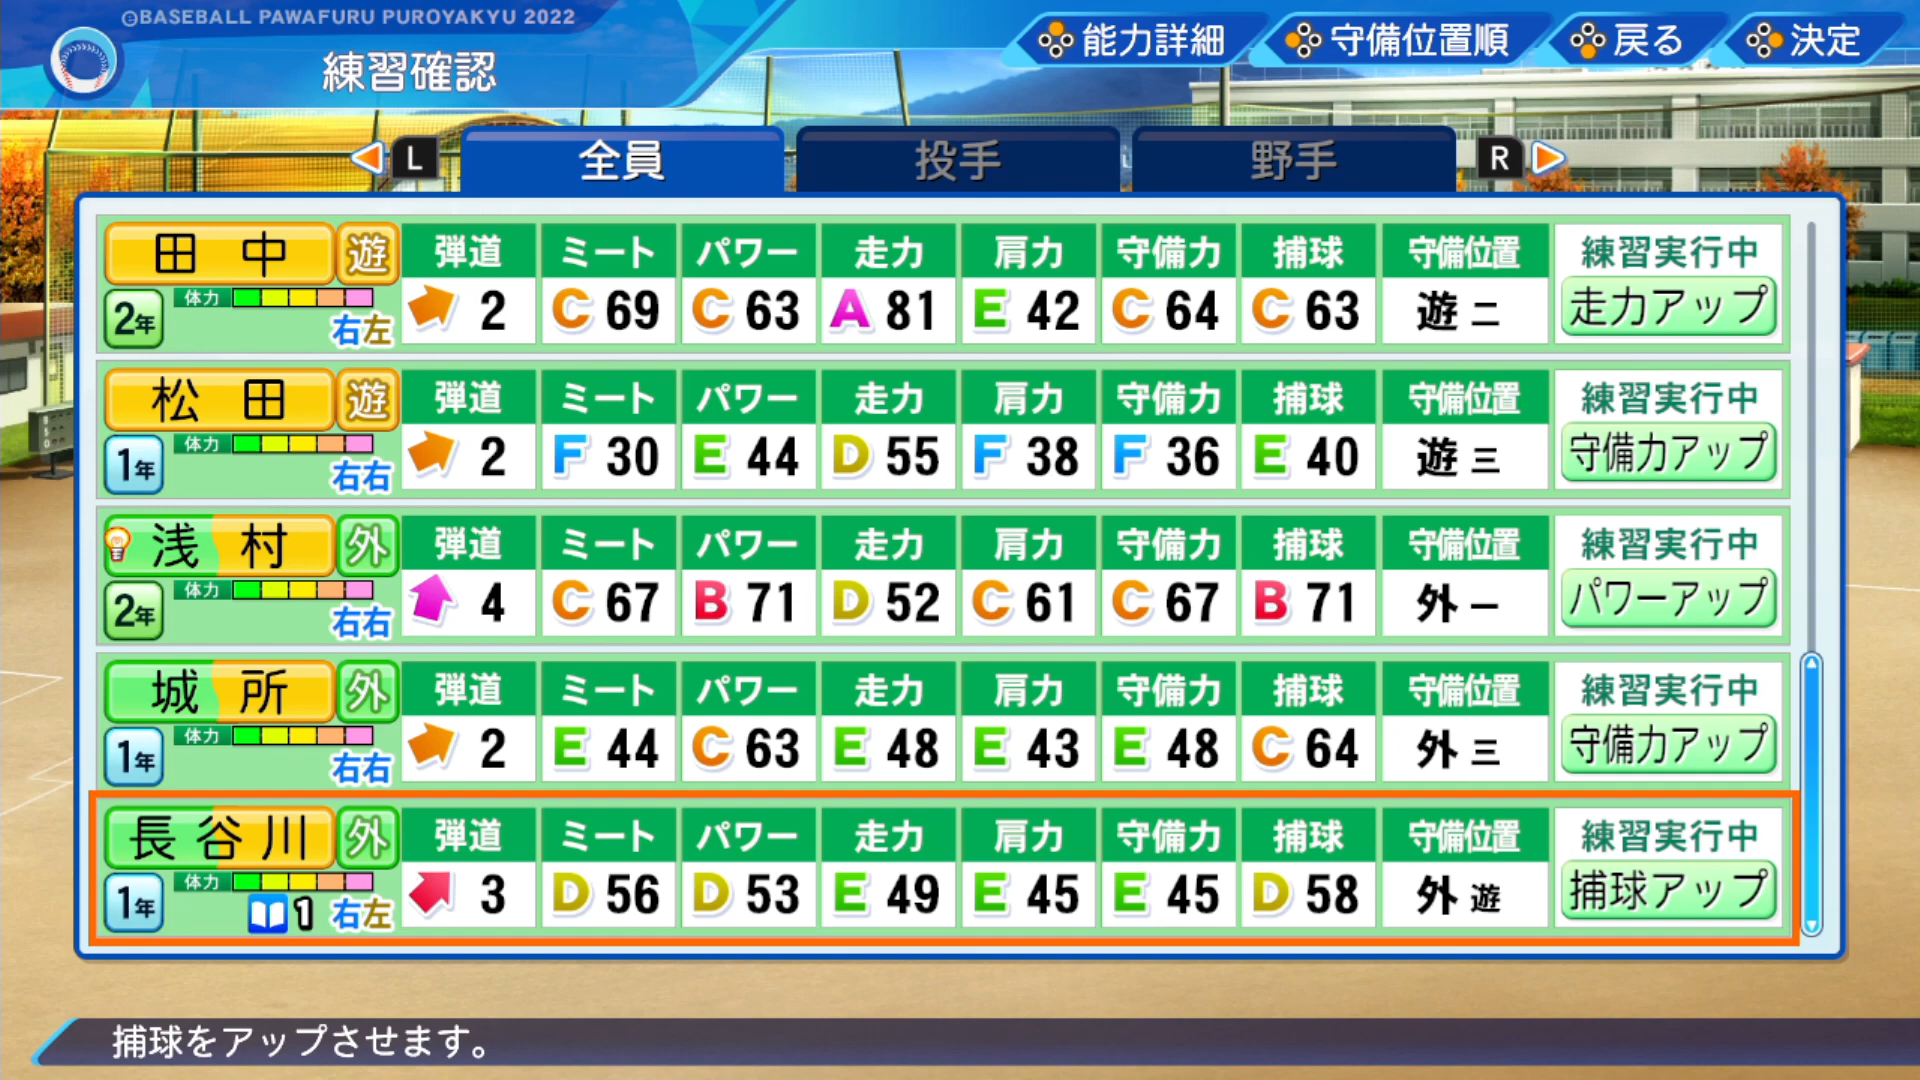 ©BASEBALL PAWAFURU PUROYAKYU 2022
練習確認
能力詳細 守備位置順 戻る 決定
L 全員 投手 野手 R
田中 遊 弾道 ミート パワー 走力 肩力 守備力 捕球 守備位置 練習実行中
2年 体力 右左 2 C 69 C 63 A 81 E 42 C 64 C 63 遊 二 走力アップ
松田 遊 弾道 ミート パワー 走力 肩力 守備力 捕球 守備位置 練習実行中
1年 体力 右右 2 F 30 E 44 D 55 F 38 F 36 E 40 遊 三 守備力アップ
浅村 外 弾道 ミート パワー 走力 肩力 守備力 捕球 守備位置 練習実行中
2年 体力 右右 4 C 67 B 71 D 52 C 61 C 67 B 71 外 一 パワーアップ
城所 外 弾道 ミート パワー 走力 肩力 守備力 捕球 守備位置 練習実行中
1年 体力 右右 2 E 44 C 63 E 48 E 43 E 48 C 64 外 三 守備力アップ
長谷川 外 弾道 ミート パワー 走力 肩力 守備力 捕球 守備位置 練習実行中
1年 体力 1 右左 3 D 56 D 53 E 49 E 45 E 45 D 58 外 遊 捕球アップ
捕球をアップさせます。